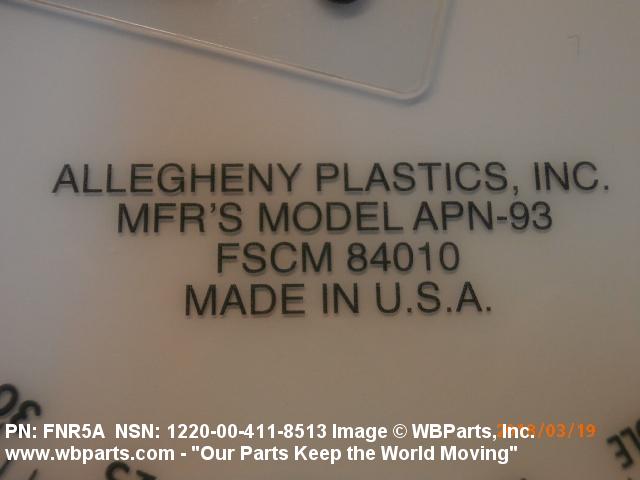 ALLEGHENY PLASTICS, INC.
MFR'S MODEL APN-93
FSCM 84010
MADE IN U.S.A.
30
PN: FNR5A NSN: 1220-00-411-8513 Image © WBParts, Inc.
www.wbparts.com - "Our Parts Keep the World Moving"